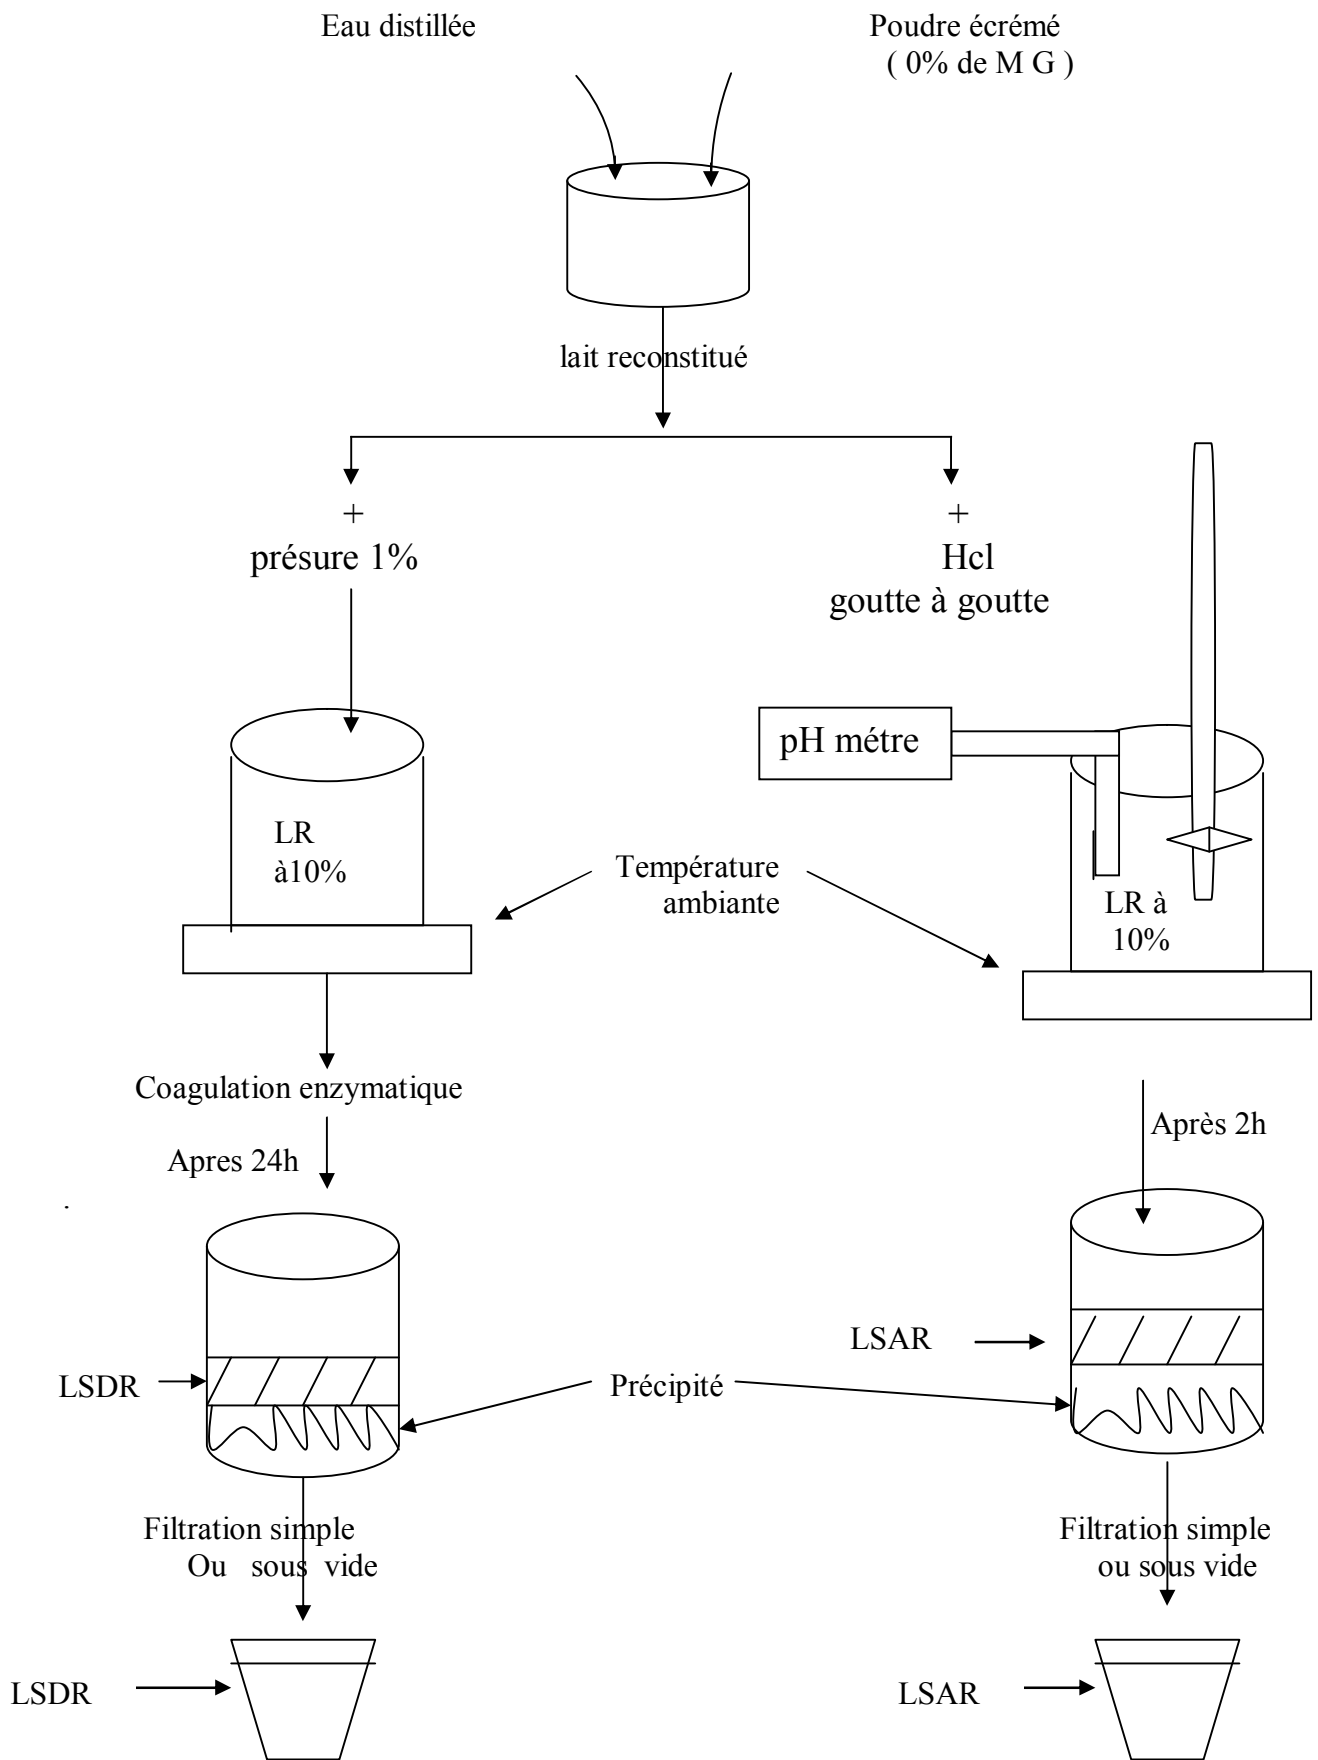 Eau distillée
Poudre écrémé
( 0% de M G )
lait reconstitué
+
présure 1%
+
Hcl
goutte à goutte
pH métre
LR
à10%
Température
ambiante
LR à
10%
Coagulation enzymatique
Apres 24h
Après 2h
.
LSAR
LSDR
Précipité
Filtration simple
Ou sous vide
Filtration simple
ou sous vide
LSDR
LSAR